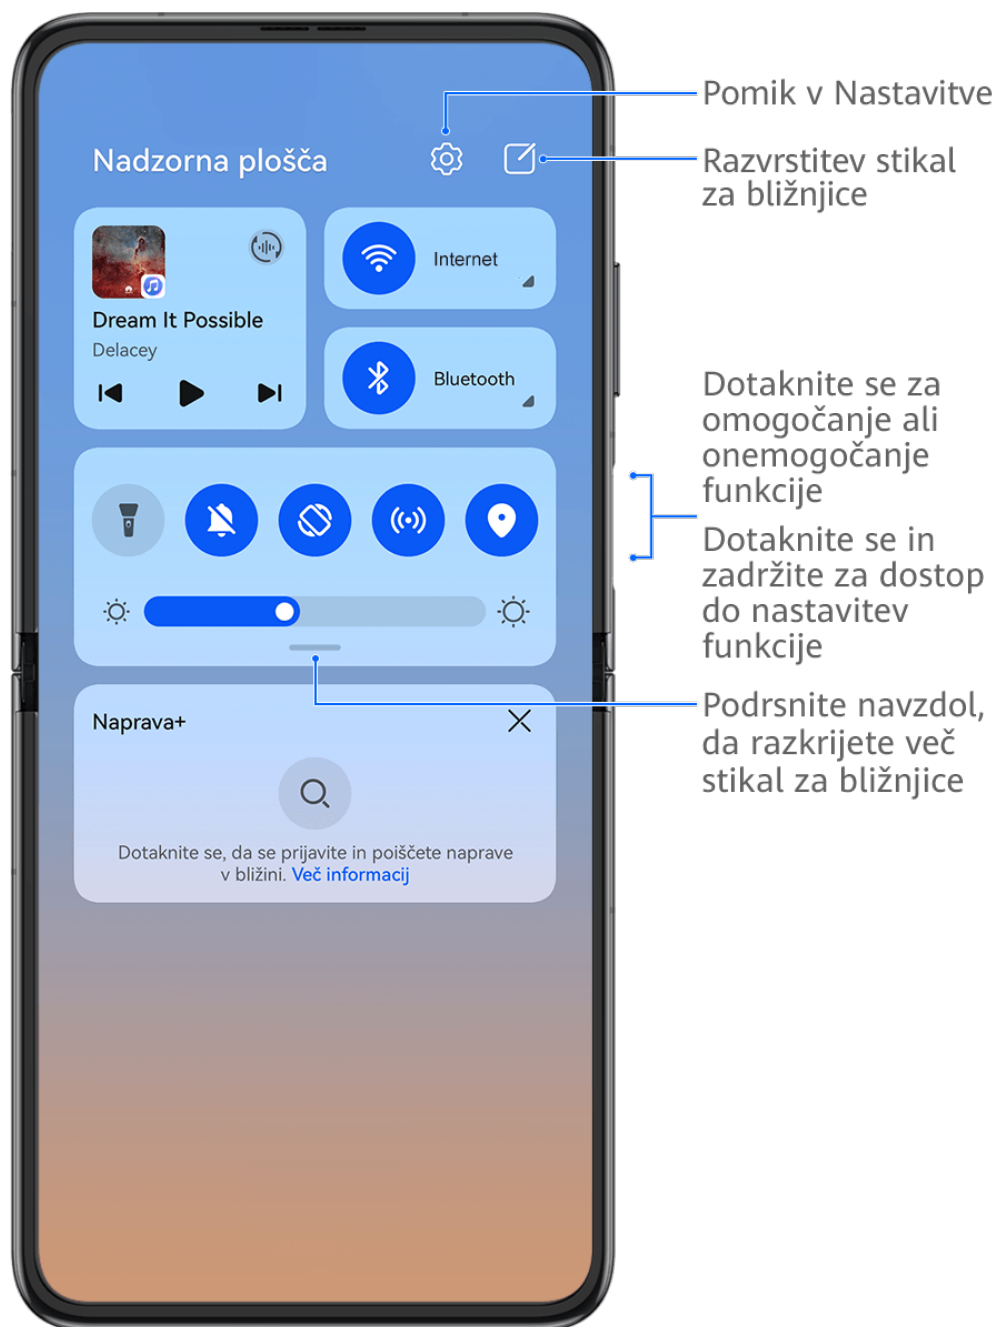 Nadzorna plošča
Dream It Possible
Delacey
Internet
Bluetooth
Naprava+
Dotaknite se, da se prijavite in poiščete naprave
v bližini. Več informacij
Pomik v Nastavitve
Razvrstitev stikal
za bližnjice
Dotaknite se za
omogočanje ali
onemogočanje
funkcije
Dotaknite se in
zadržite za dostop
do nastavitev
funkcije
Podrsnite navzdol,
da razkrijete več
stikal za bližnjice